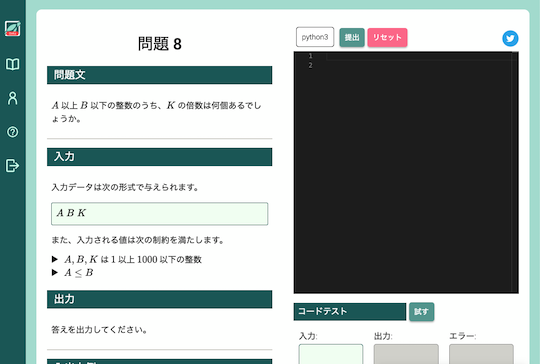 問題 8
問題文
A 以上 B 以下の整数のうち、K の倍数は何個あるでし
ょうか。
入力
入力データは次の形式で与えられます。
A B K
また、入力される値は次の制約を満たします。
▶ A, B, K は 1 以上 1000 以下の整数
▶ A ≤ B
出力
答えを出力してください。
python3
提出
リセット
1
2
コードテスト
試す
入力:
出力:
エラー: